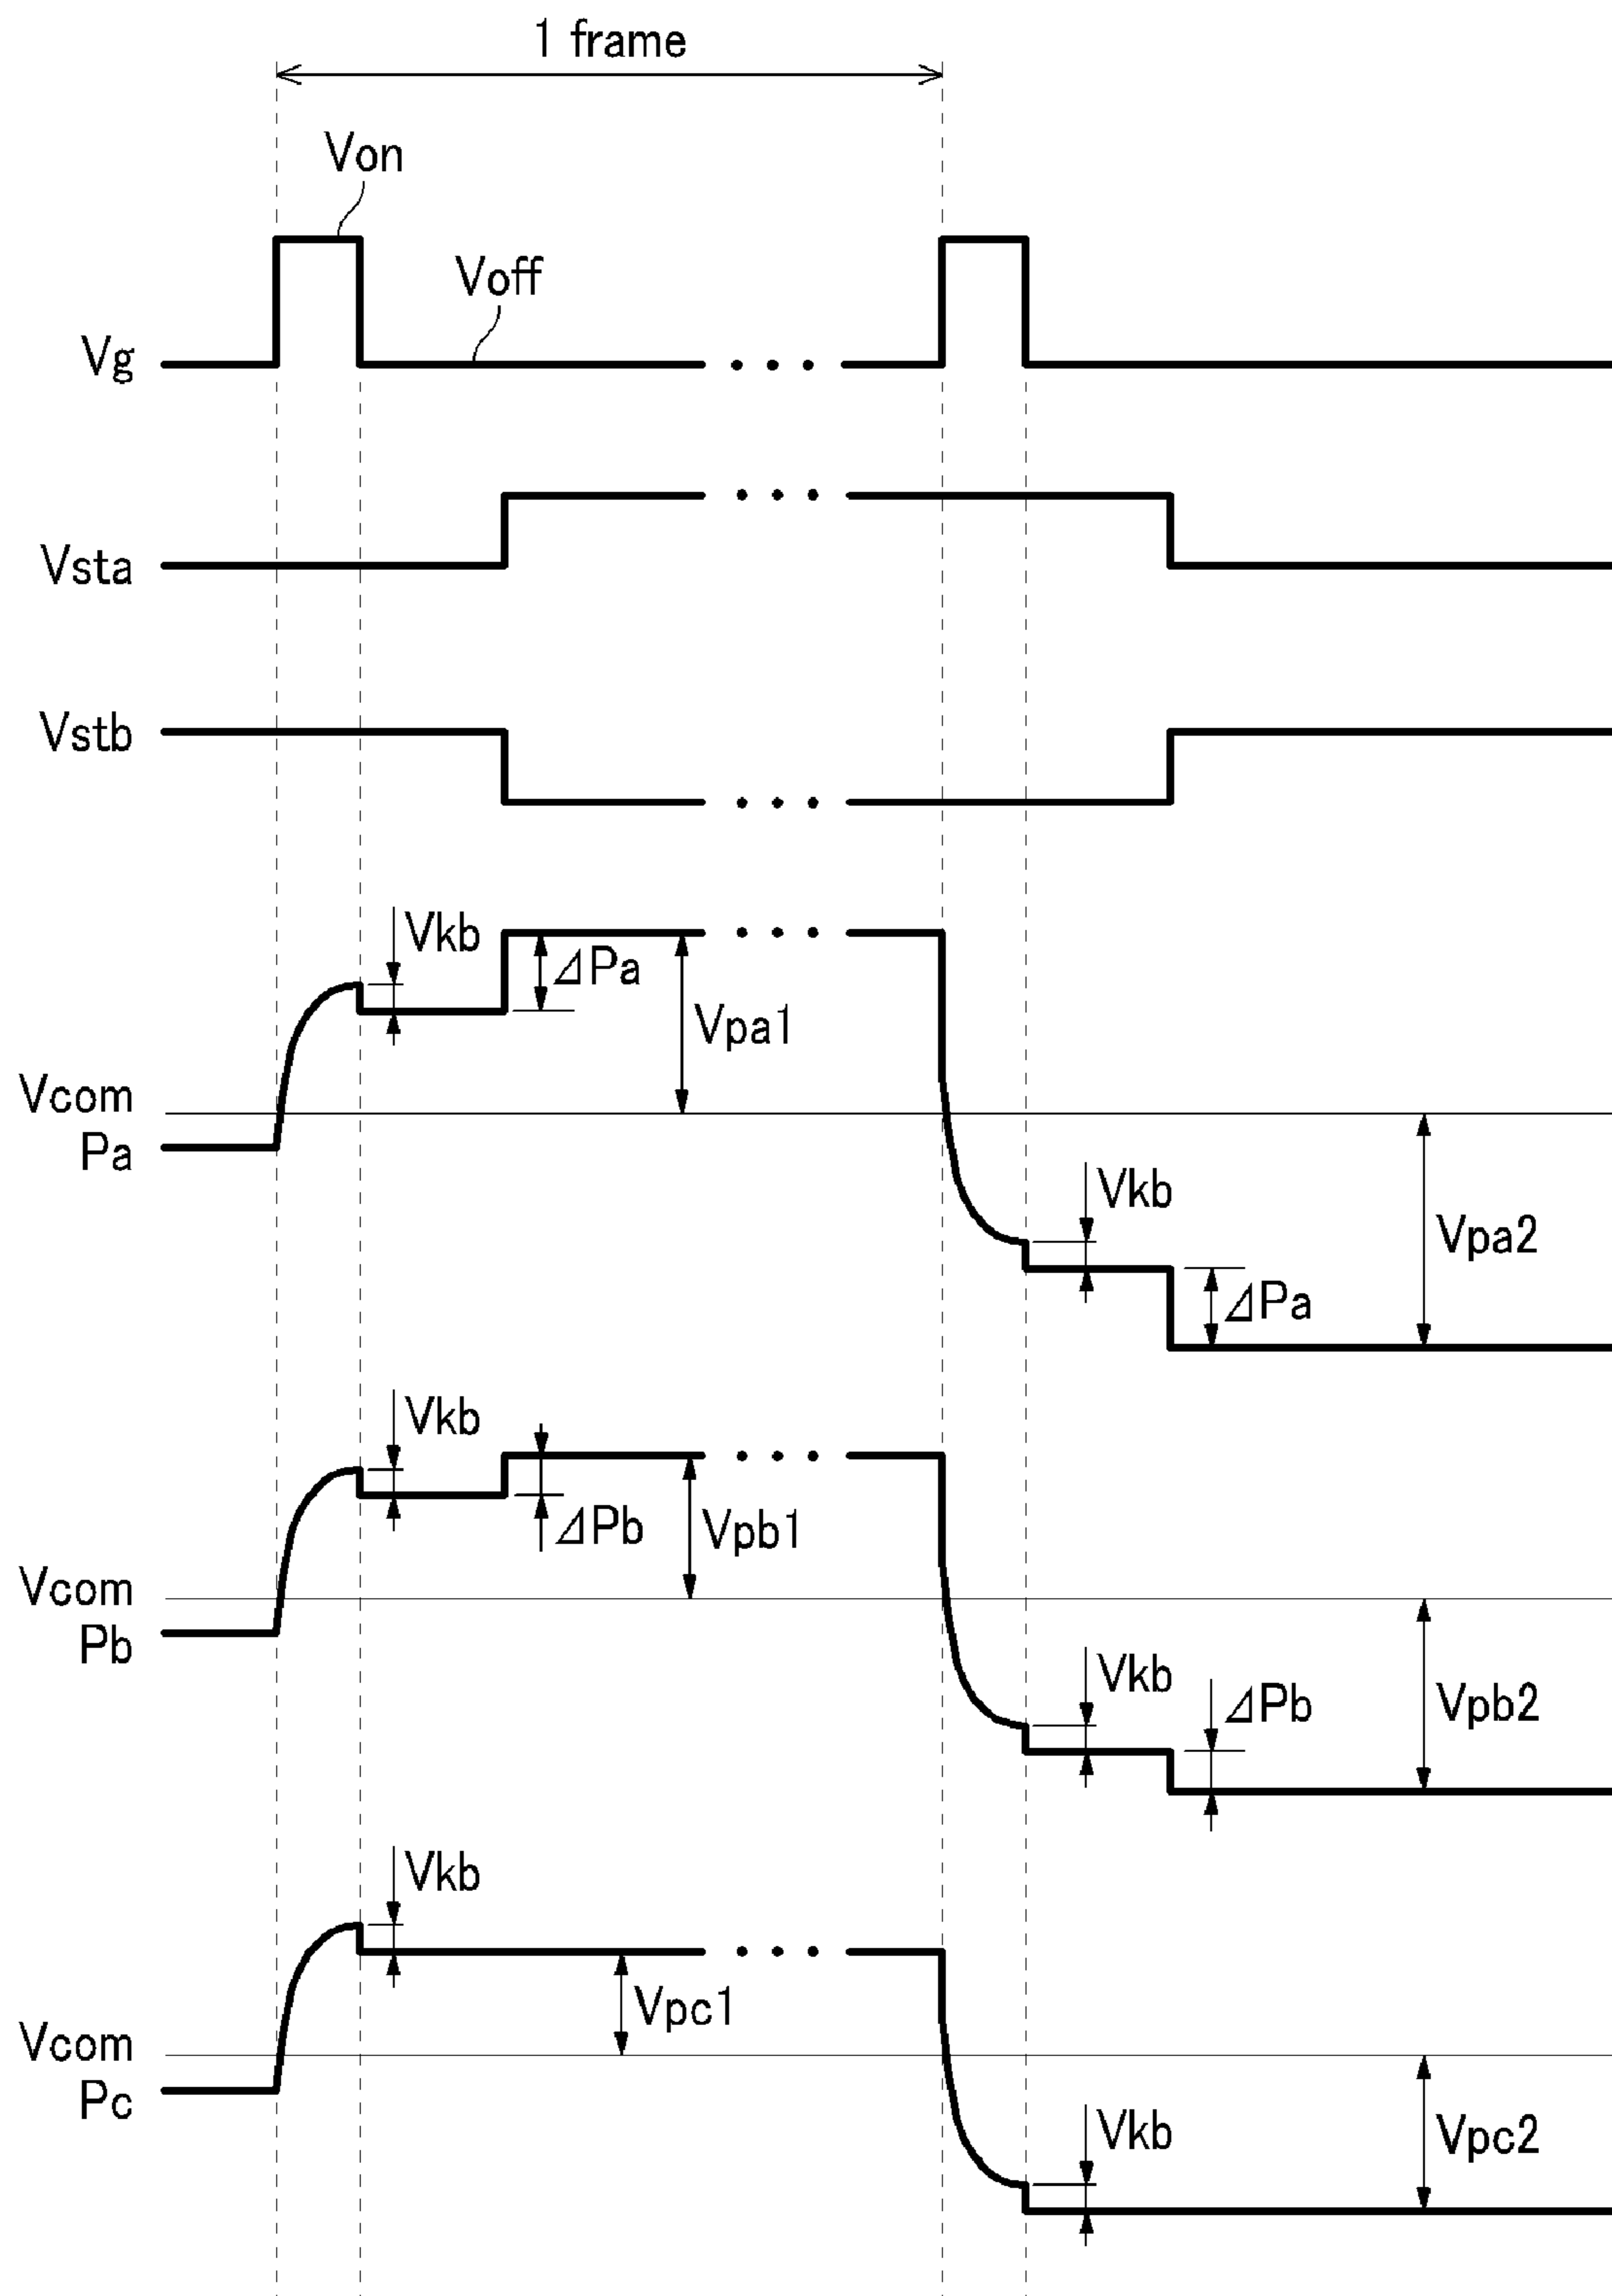 1 frame
Von
Voff
Vg
Vsta
Vstb
Vkb
⊿Pa
Vpa1
Vcom
Pa
Vkb
Vpa2
⊿Pa
Vkb
⊿Pb
Vpb1
Vcom
Pb
Vkb
⊿Pb
Vpb2
Vkb
Vpc1
Vcom
Pc
Vkb
Vpc2